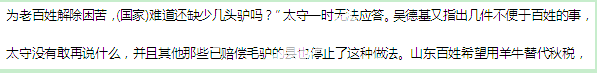 为老百姓解除困苦，(国家)难道还缺少几头驴吗？”太守一时无法应答。吴德基又指出几件不便于百姓的事，
太守没有敢再说什么，并且其他那些已赔偿毛驴的县也停止了这种做法。山东百姓希望用羊牛替代秋税，